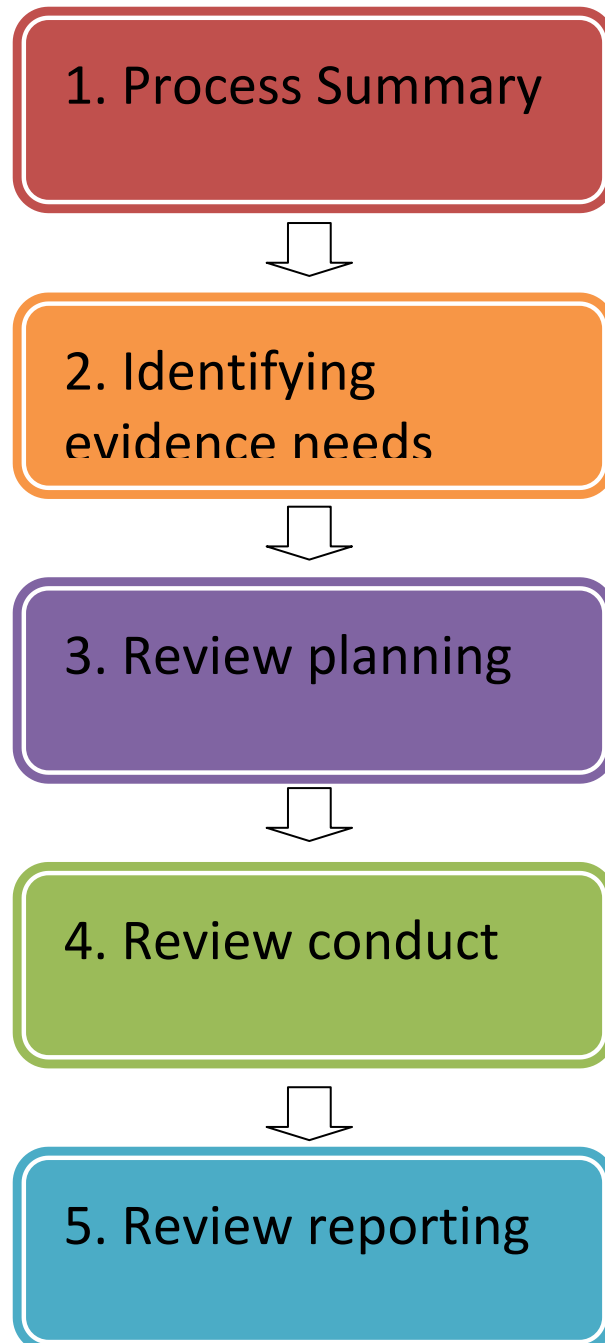 1. Process Summary
2. Identifying
evidence needs
3. Review planning
4. Review conduct
5. Review reporting